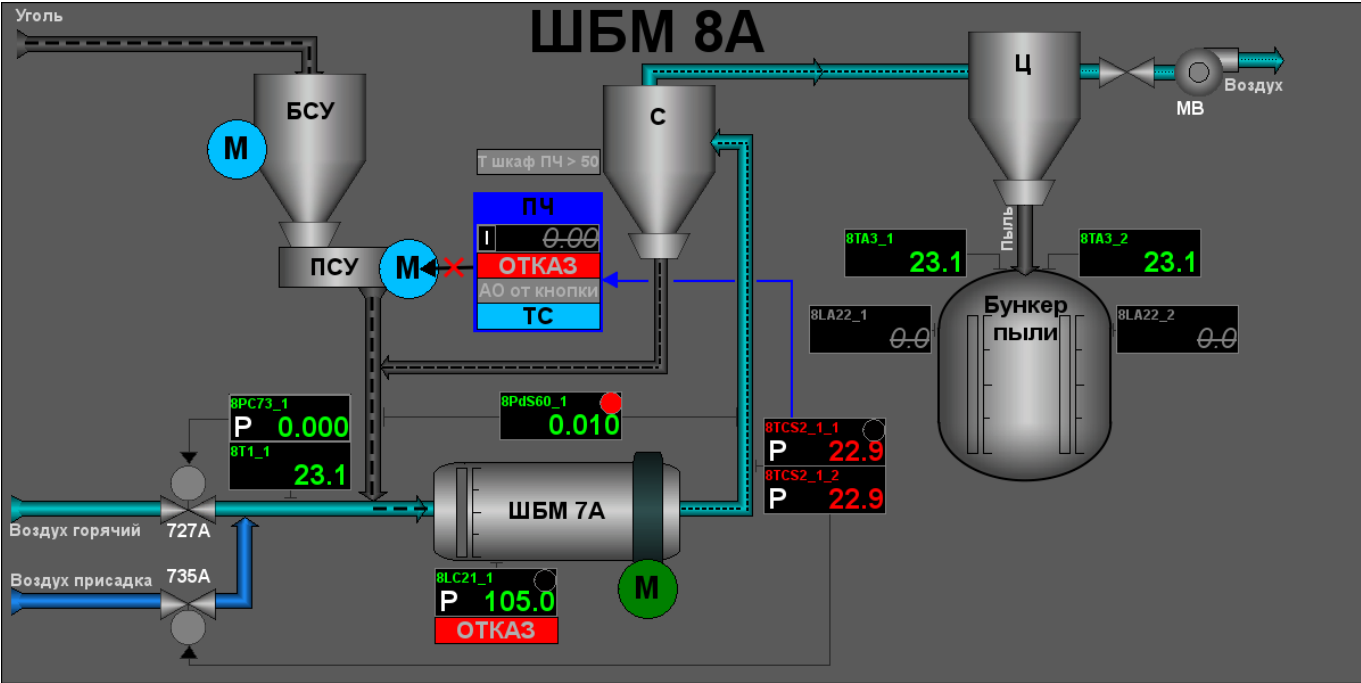 Уголь
ШБМ 8А
БСУ
М
С
Ц
Воздух
МВ
Т шкаф ПЧ > 50
ПЧ
I 0.00
ОТКАЗ
АО от кнопки
ТС
ПСУ
М
Пыль
8ТА3_1
23.1
8ТА3_2
23.1
Бункер
пыли
8LA22_1
0.0
8LA22_2
0.0
8PC73_1
Р 0.000
8T1_1
23.1
8PdS60_1
0.010
8TCS2_1_1
Р 22.9
8TCS2_1_2
Р 22.9
ШБМ 7А
Воздух горячий
727А
Воздух присадка
735А
8LC21_1
Р 105.0
ОТКАЗ
М